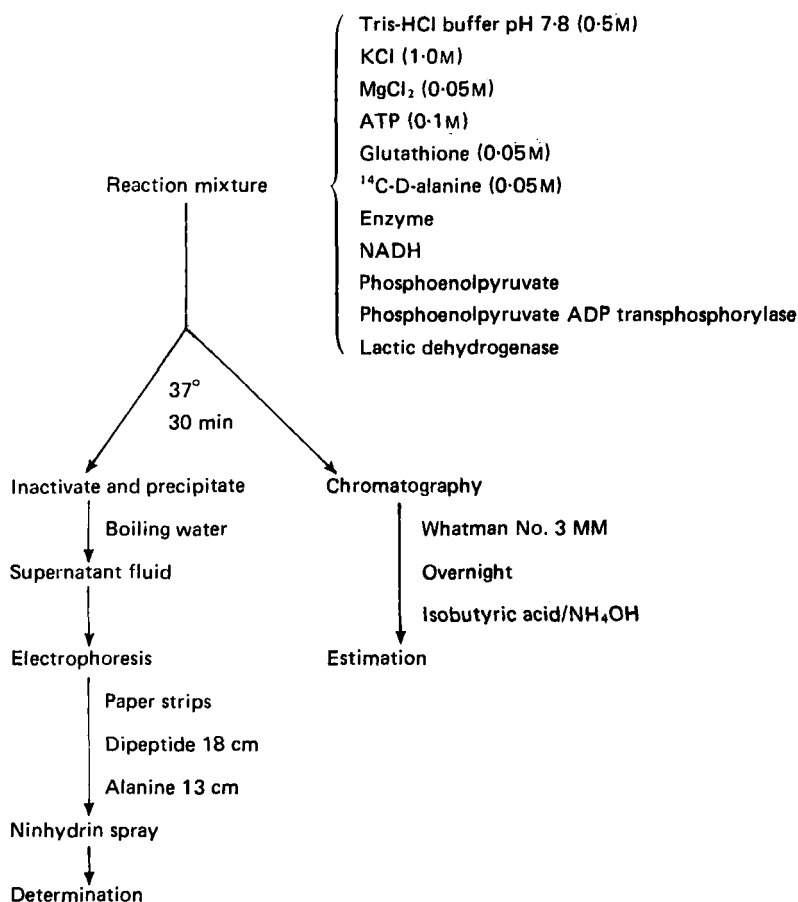 Tris-HCl buffer pH 7·8 (0·5M)
KCl (1·0M)
MgCl₂ (0·05M)
ATP (0·1M)
Glutathione (0·05M)
Reaction mixture
¹⁴C-D-alanine (0·05M)
Enzyme
NADH
Phosphoenolpyruvate
Phosphoenolpyruvate ADP transphosphorylase
Lactic dehydrogenase
37°
30 min
Inactivate and precipitate
Boiling water
Supernatant fluid
Electrophoresis
Paper strips
Dipeptide 18 cm
Alanine 13 cm
Ninhydrin spray
Determination
Chromatography
Whatman No. 3 MM
Overnight
Isobutyric acid/NH₄OH
Estimation